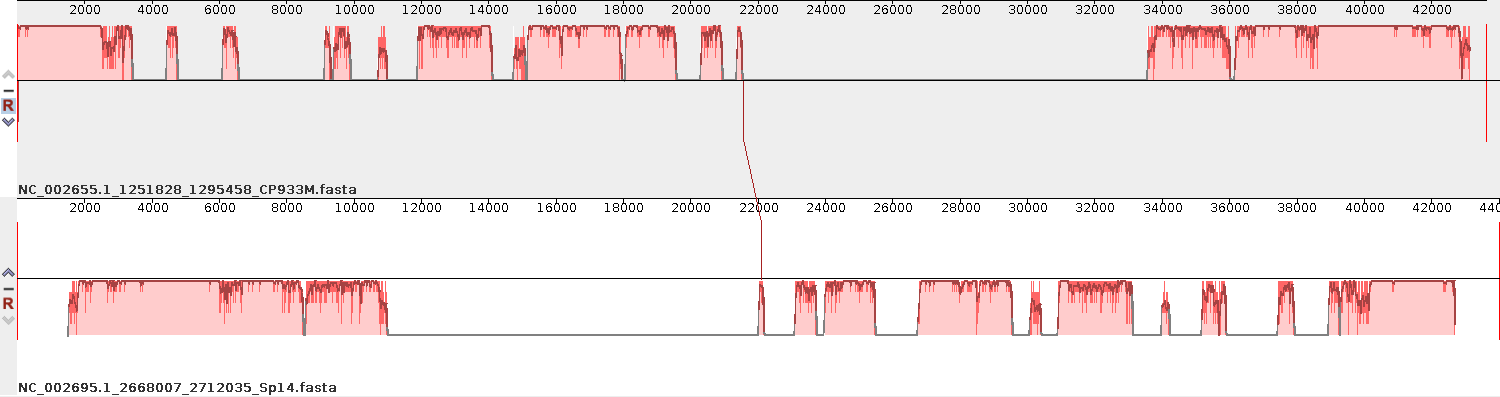 2000 4000 6000 8000 10000 12000 14000 16000 18000 20000 22000 24000 26000 28000 30000 32000 34000 36000 38000 40000 42000
R
NC_002655.1_1251828_1295458_CP933M.fasta
2000 4000 6000 8000 10000 12000 14000 16000 18000 20000 22000 24000 26000 28000 30000 32000 34000 36000 38000 40000 42000 440
R
NC_002695.1_2668007_2712035_Sp14.fasta